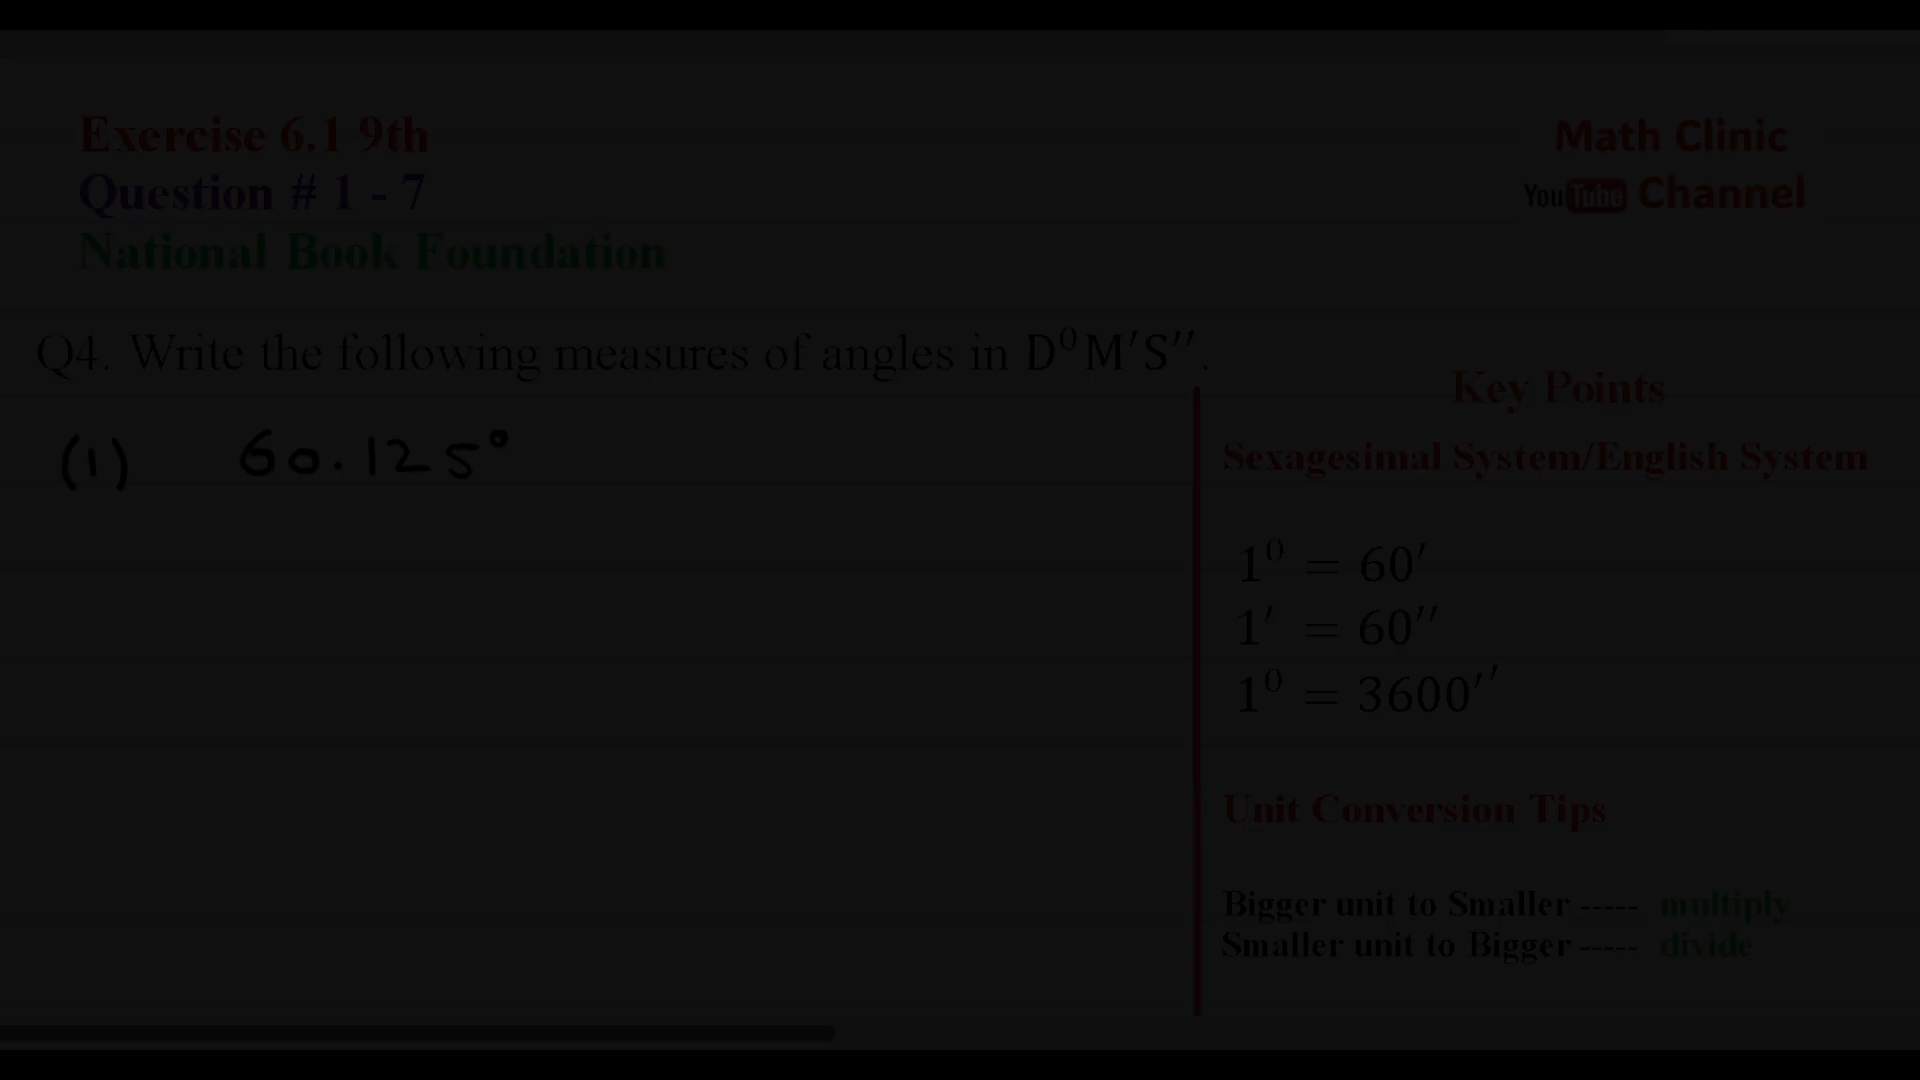 Exercise 6.1 9th
Question # 1 - 7
National Book Foundation
Math Clinic
YouTube Channel
Q4. Write the following measures of angles in D⁰M′S″.
(1) 60.125°
Key Points
Sexagesimal System/English System
1⁰ = 60′
1′ = 60″
1⁰ = 3600″
Unit Conversion Tips
Bigger unit to Smaller ----- multiply
Smaller unit to Bigger ----- divide